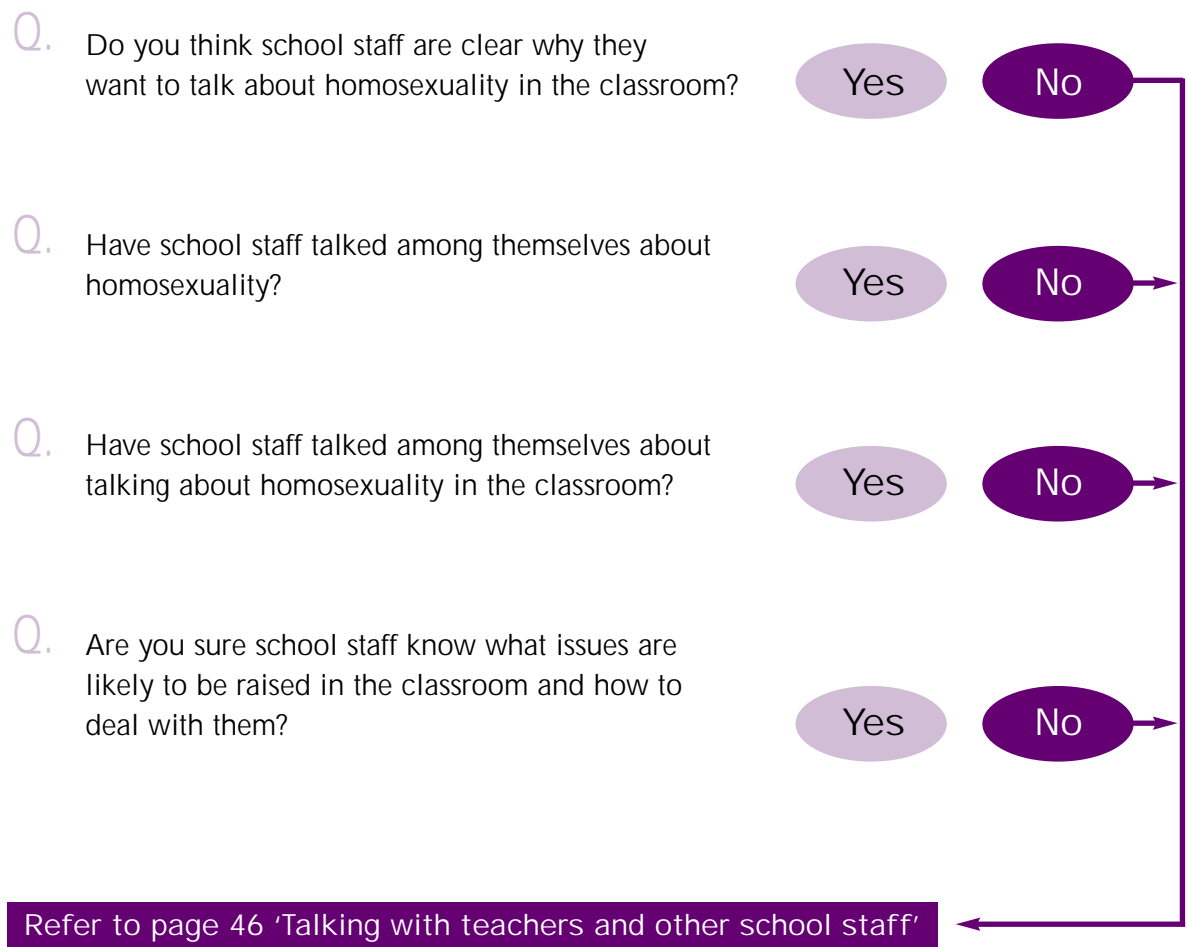 Q.
Do you think school staff are clear why they
want to talk about homosexuality in the classroom?
Yes
No
Q.
Have school staff talked among themselves about
homosexuality?
Yes
No
Q.
Have school staff talked among themselves about
talking about homosexuality in the classroom?
Yes
No
Q.
Are you sure school staff know what issues are
likely to be raised in the classroom and how to
deal with them?
Yes
No
Refer to page 46 ‘Talking with teachers and other school staff’